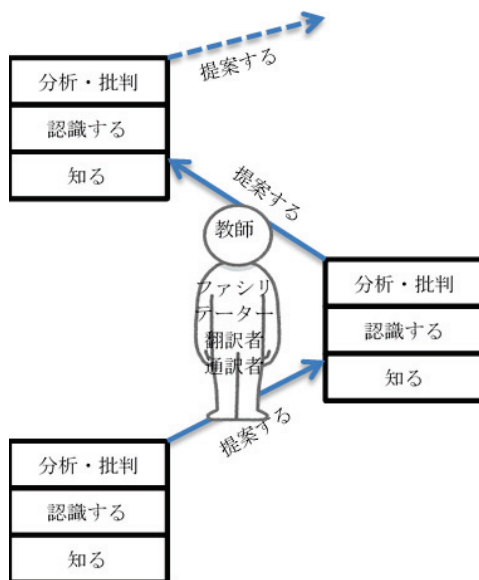 提案する
分析・批判
認識する
知る
提案する
教師
ファシリ
テーター
翻訳者
通訳者
分析・批判
認識する
知る
提案する
分析・批判
認識する
知る